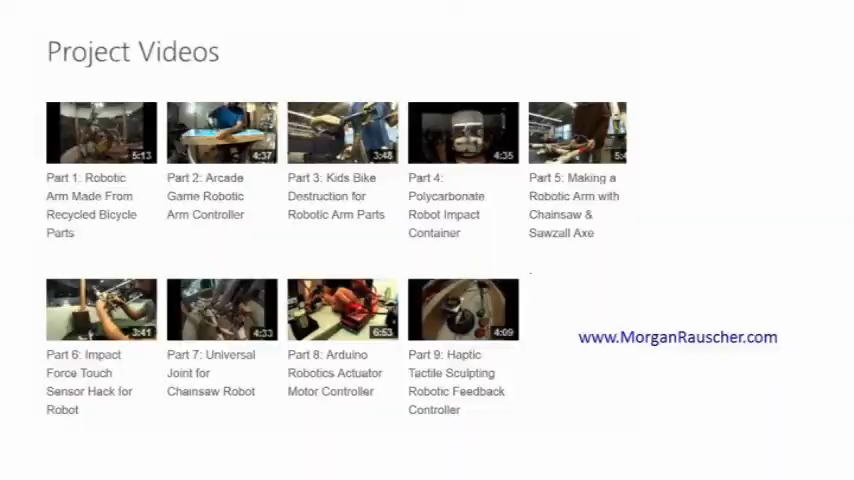 Project Videos
5:13
4:37
3:48
4:35
5:4
Part 1: Robotic
Arm Made From
Recycled Bicycle
Parts
Part 2: Arcade
Game Robotic
Arm Controller
Part 3: Kids Bike
Destruction for
Robotic Arm Parts
Part 4:
Polycarbonate
Robot Impact
Container
Part 5: Making a
Robotic Arm with
Chainsaw &
Sawzall Axe
3:41
4:33
6:53
4:09
Part 6: Impact
Force Touch
Sensor Hack for
Robot
Part 7: Universal
Joint for
Chainsaw Robot
Part 8: Arduino
Robotics Actuator
Motor Controller
Part 9: Haptic
Tactile Sculpting
Robotic Feedback
Controller
www.MorganRauscher.com